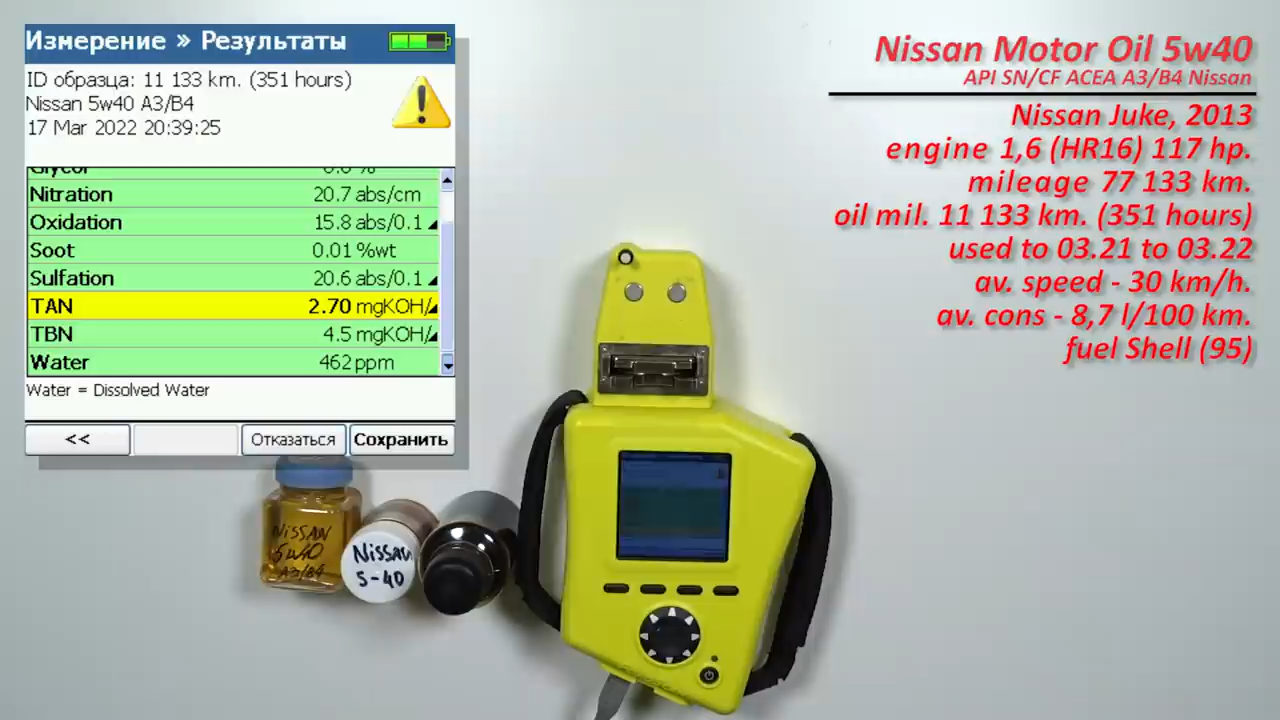 Измерение » Результаты
ID образца: 11 133 km. (351 hours)
Nissan 5w40 A3/B4
17 Mar 2022 20:39:25
Glycol 0.0 %
Nitration 20.7 abs/cm
Oxidation 15.8 abs/0.1
Soot 0.01 %wt
Sulfation 20.6 abs/0.1
TAN 2.70 mgKOH/
TBN 4.5 mgKOH/
Water 462 ppm
Water = Dissolved Water
<< Отказаться Сохранить
Nissan Motor Oil 5w40
API SN/CF ACEA A3/B4 Nissan
Nissan Juke, 2013
engine 1,6 (HR16) 117 hp.
mileage 77 133 km.
oil mil. 11 133 km. (351 hours)
used to 03.21 to 03.22
av. speed - 30 km/h.
av. cons - 8,7 l/100 km.
fuel Shell (95)
NISSAN
5W40
A3/B4
NISSAN
5-40